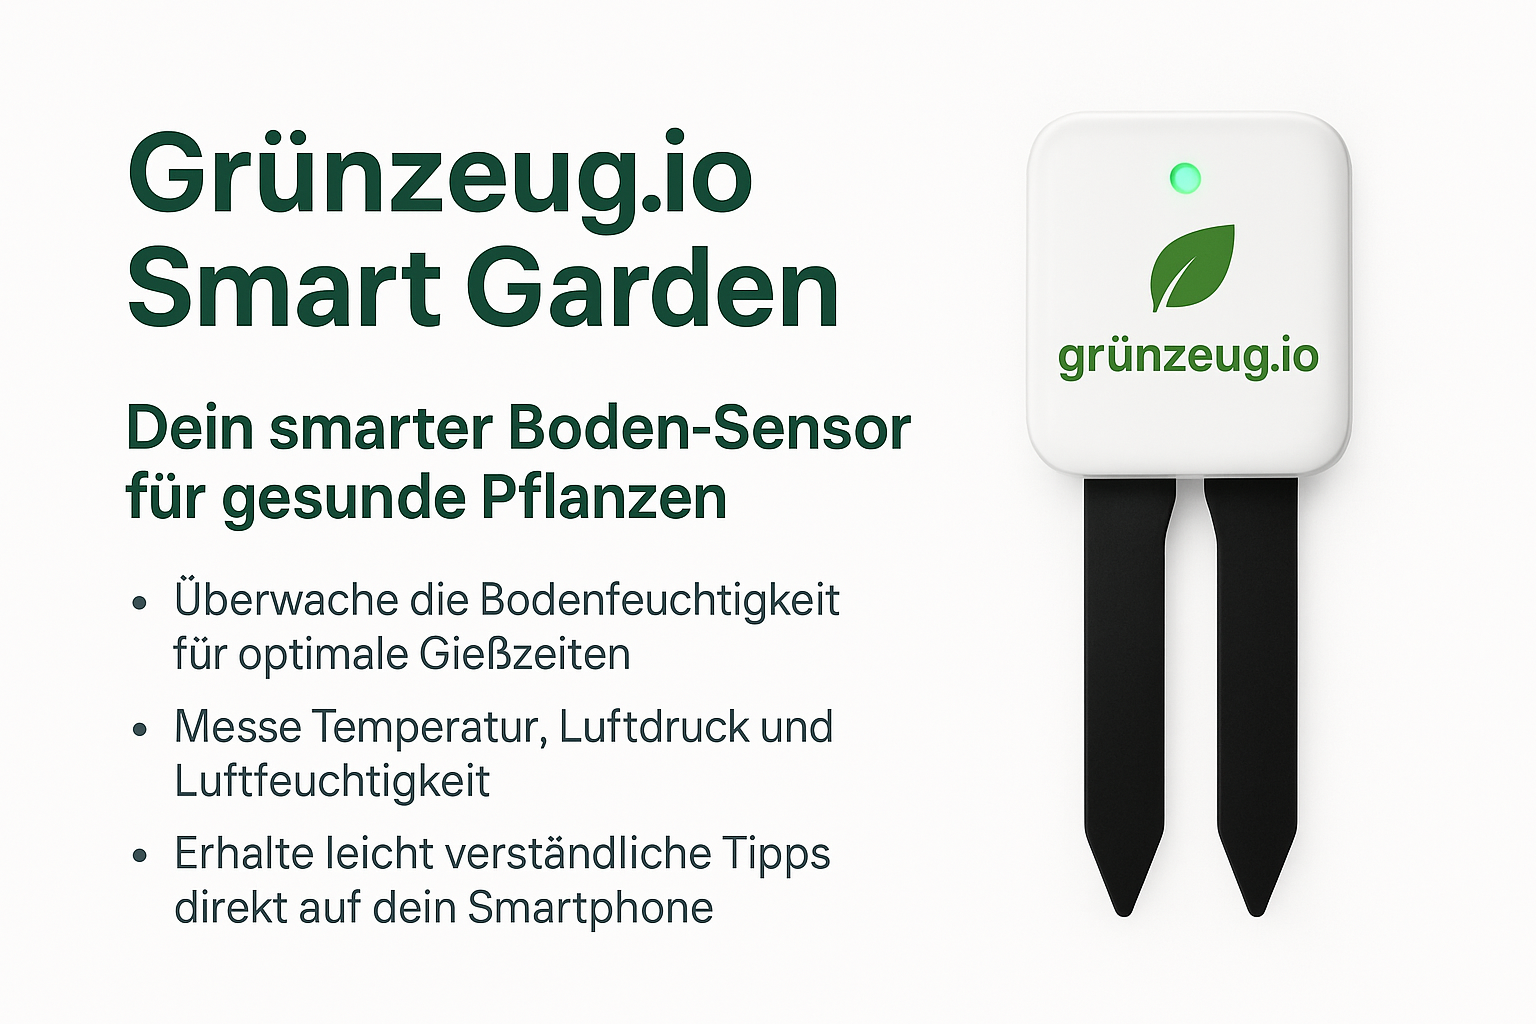 Grünzeug.io
Smart Garden
Dein smarter Boden-Sensor
für gesunde Pflanzen
• Überwache die Bodenfeuchtigkeit
für optimale Gießzeiten
• Messe Temperatur, Luftdruck und
Luftfeuchtigkeit
• Erhalte leicht verständliche Tipps
direkt auf dein Smartphone
grünzeug.io